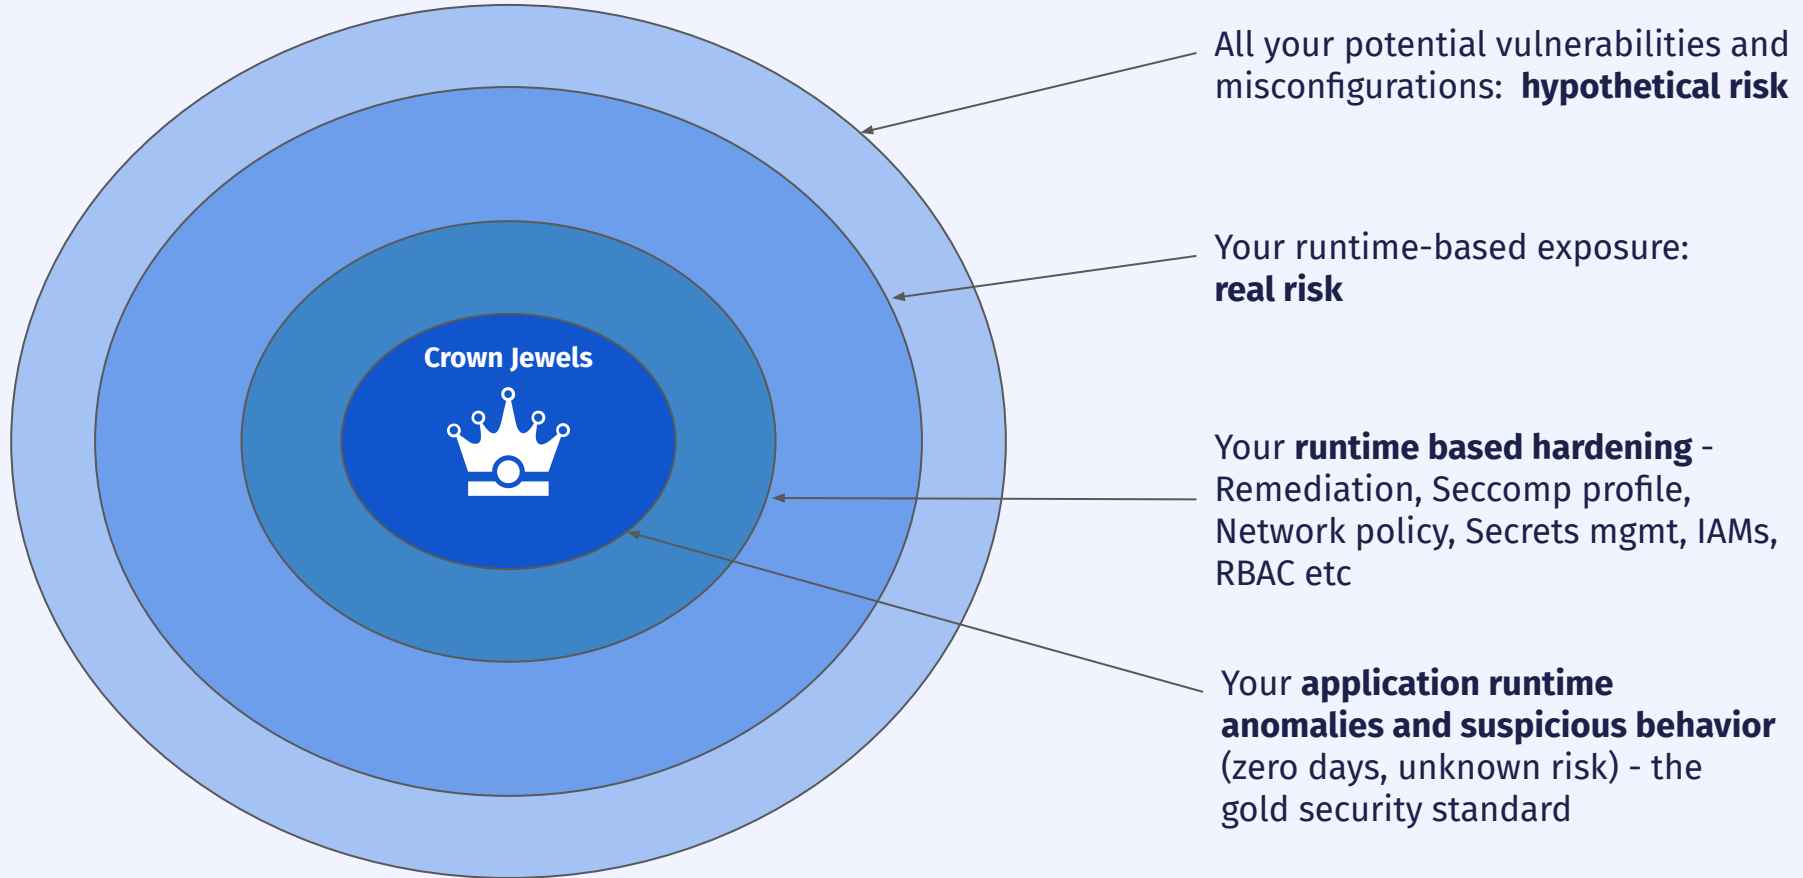 All your potential vulnerabilities and
misconfigurations: hypothetical risk
Your runtime-based exposure:
real risk
Crown Jewels
Your runtime based hardening -
Remediation, Seccomp profile,
Network policy, Secrets mgmt, IAMs,
RBAC etc
Your application runtime
anomalies and suspicious behavior
(zero days, unknown risk) - the
gold security standard